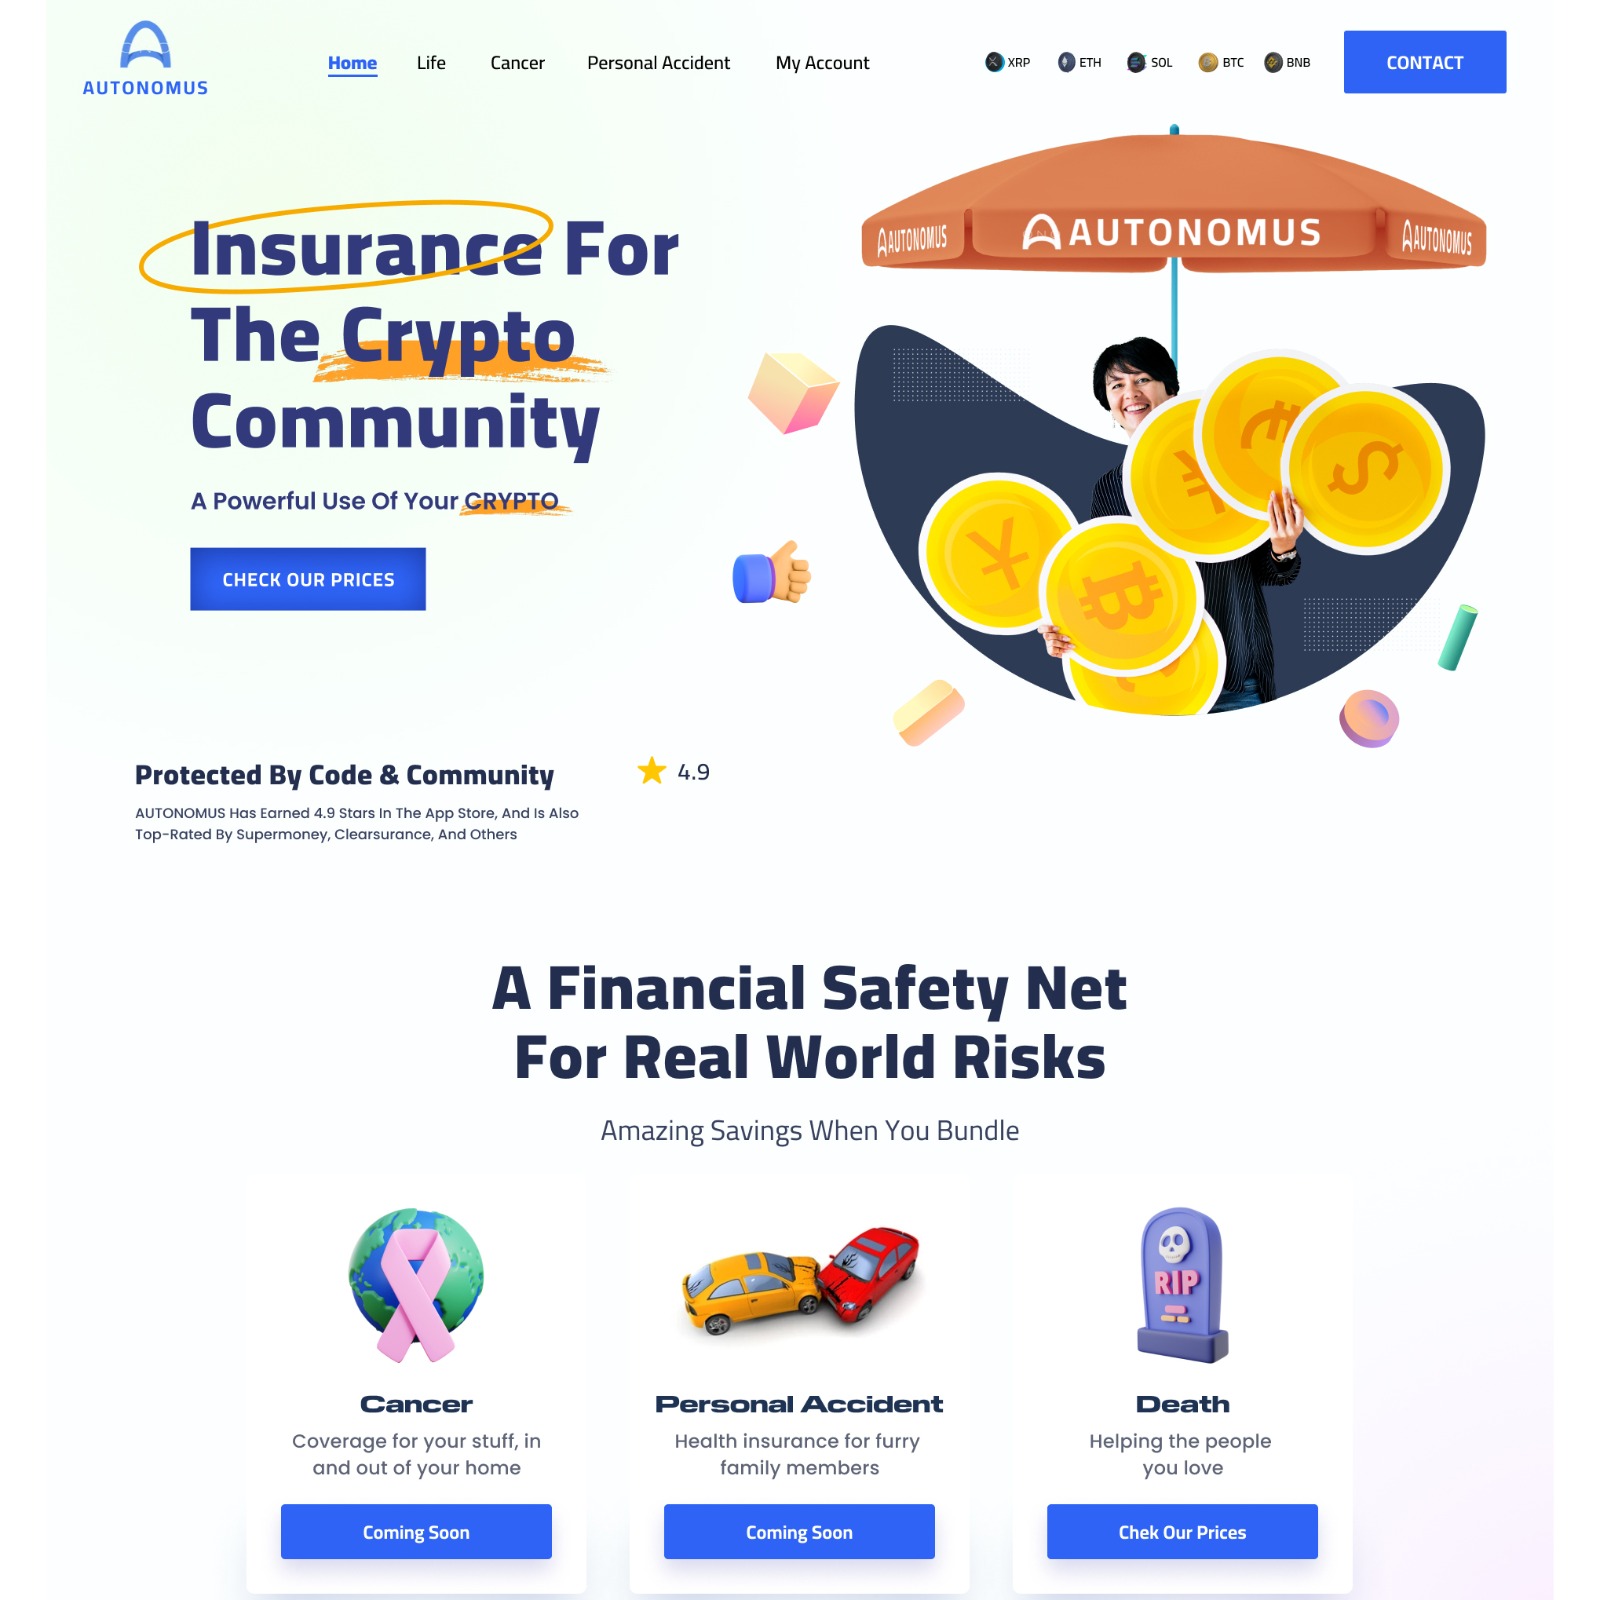 AUTONOMUS
Home Life Cancer Personal Accident My Account XRP ETH SOL BTC BNB CONTACT
AUTONOMUS AUTONOMUS AUTONOMUS
Insurance For
The Crypto
Community
A Powerful Use Of Your CRYPTO
CHECK OUR PRICES
Protected By Code & Community
4.9
AUTONOMUS Has Earned 4.9 Stars In The App Store, And Is Also
Top-Rated By Supermoney, Clearsurance, And Others
A Financial Safety Net
For Real World Risks
Amazing Savings When You Bundle
RIP
Cancer
Coverage for your stuff, in
and out of your home
Coming Soon
Personal Accident
Health insurance for furry
family members
Coming Soon
Death
Helping the people
you love
Chek Our Prices